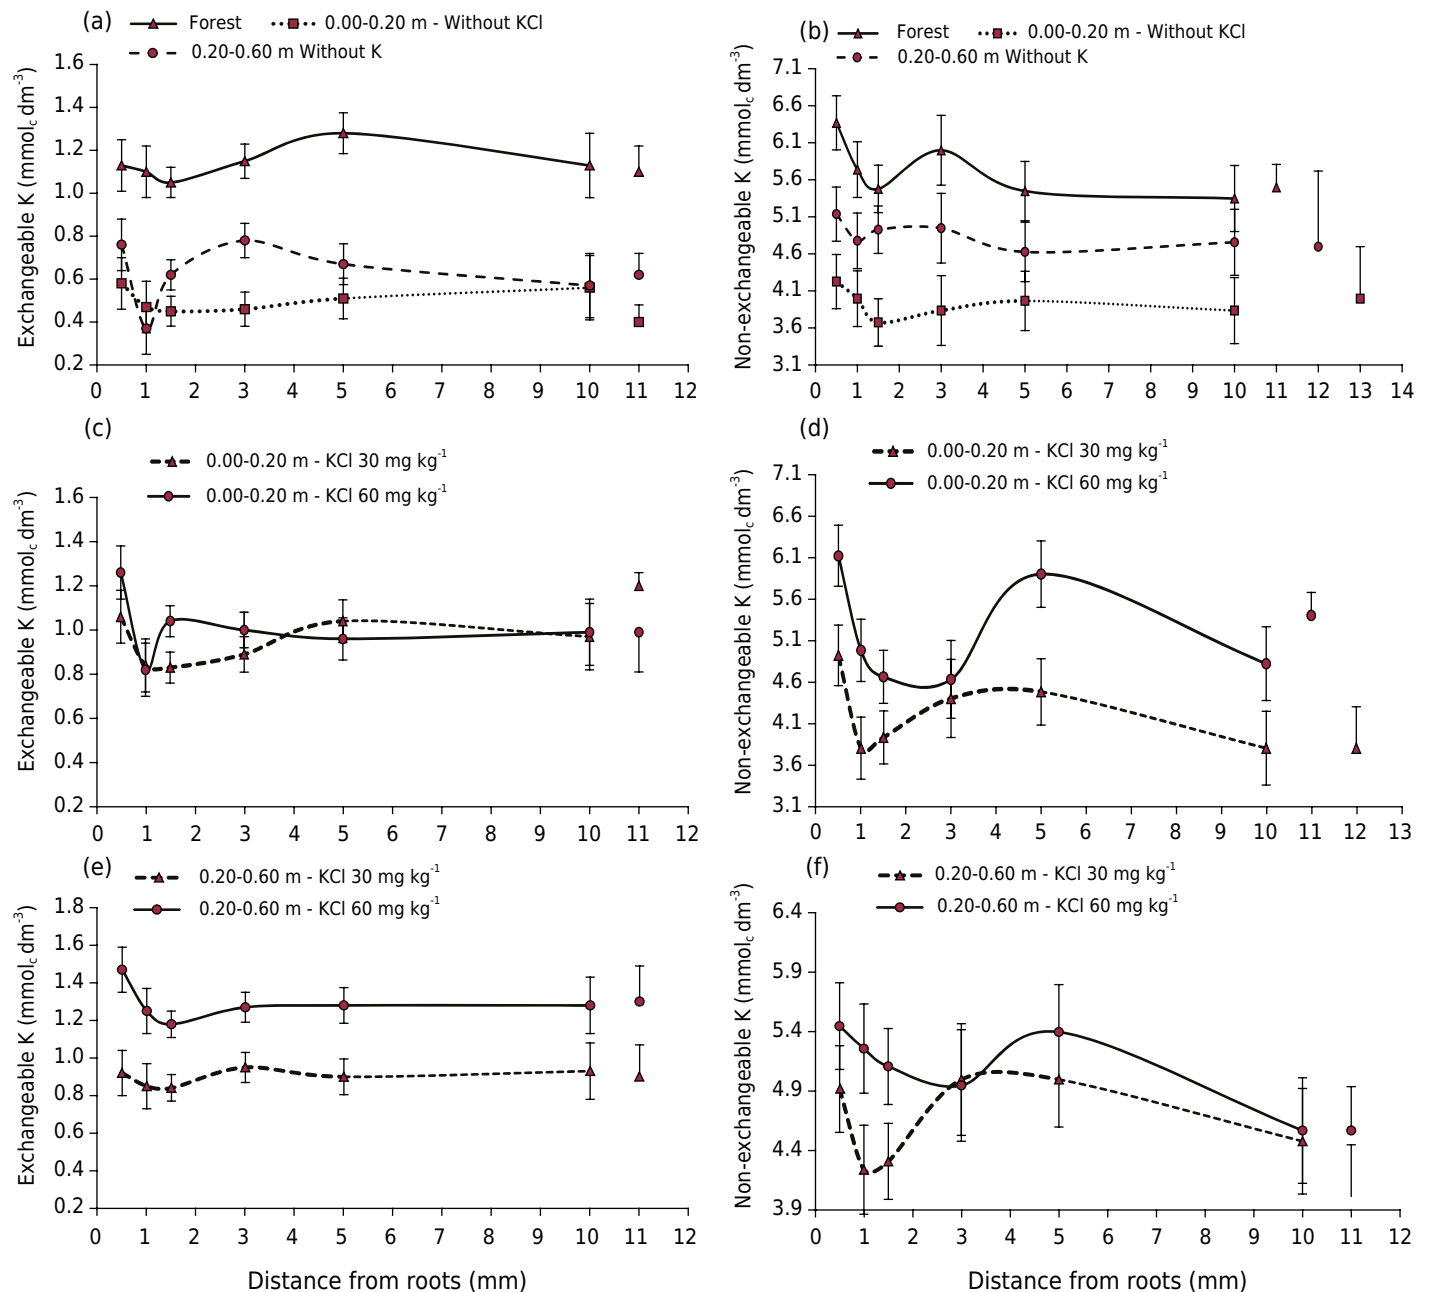 (a) Forest 0.00-0.20 m - Without KCl
0.20-0.60 m Without K
Exchangeable K (mmolc dm-3)
1.6
1.4
1.2
1.0
0.8
0.6
0.4
0.2
0 1 2 3 4 5 6 7 8 9 10 11 12
(b) Forest 0.00-0.20 m - Without KCl
0.20-0.60 m Without K
Non-exchangeable K (mmolc dm-3)
7.1
6.6
6.1
5.6
5.1
4.6
4.1
3.6
3.1
0 1 2 3 4 5 6 7 8 9 10 11 12 13 14
(c)
0.00-0.20 m - KCl 30 mg kg-1
0.00-0.20 m - KCl 60 mg kg-1
Exchangeable K (mmolc dm-3)
1.6
1.4
1.2
1.0
0.8
0.6
0.4
0.2
0 1 2 3 4 5 6 7 8 9 10 11 12
(d)
0.00-0.20 m - KCl 30 mg kg-1
0.00-0.20 m - KCl 60 mg kg-1
Non-exchangeable K (mmolc dm-3)
7.1
6.6
6.1
5.6
5.1
4.6
4.1
3.6
3.1
0 1 2 3 4 5 6 7 8 9 10 11 12 13
(e)
0.20-0.60 m - KCl 30 mg kg-1
0.20-0.60 m - KCl 60 mg kg-1
Exchangeable K (mmolc dm-3)
1.8
1.6
1.4
1.2
1.0
0.8
0.6
0.4
0.2
0 1 2 3 4 5 6 7 8 9 10 11 12
Distance from roots (mm)
(f)
0.20-0.60 m - KCl 30 mg kg-1
0.20-0.60 m - KCl 60 mg kg-1
Non-exchangeable K (mmolc dm-3)
6.4
5.9
5.4
4.9
4.4
3.9
0 1 2 3 4 5 6 7 8 9 10 11 12
Distance from roots (mm)